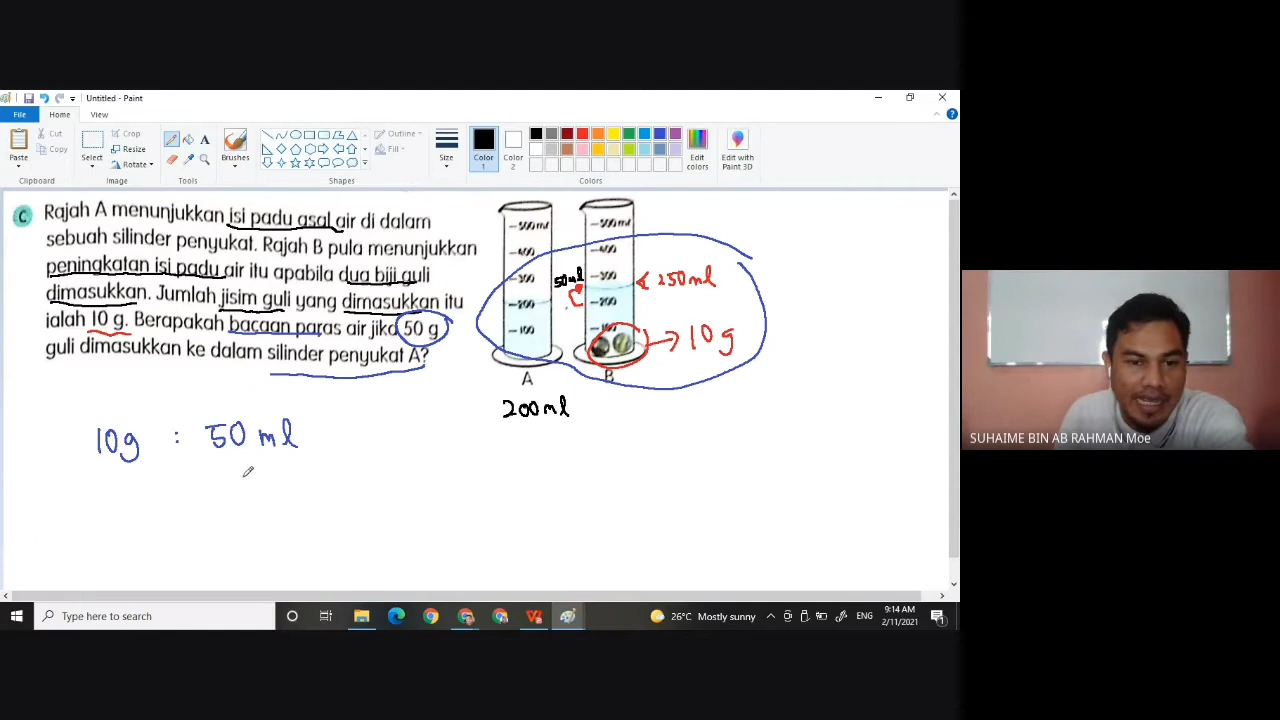 Untitled - Paint
File Home View
Cut Crop Outline
Copy Resize Fill
Paste Select Rotate Brushes Size Color 1 Color 2 Edit colors Edit with Paint 3D
Clipboard Image Tools Shapes Colors
C Rajah A menunjukkan isi padu asal air di dalam
sebuah silinder penyukat. Rajah B pula menunjukkan
peningkatan isi padu air itu apabila dua biji guli
dimasukkan. Jumlah jisim guli yang dimasukkan itu
ialah 10 g. Berapakah bacaan paras air jika 50 g
guli dimasukkan ke dalam silinder penyukat A?
500 ml
400
300
200
100
A
200 ml
500 ml
400
300
200
100
B
50ml
250 ml
10 g
10g : 50 ml
SUHAIME BIN AB RAHMAN Moe
Type here to search
26°C Mostly sunny
ENG
9:14 AM
2/11/2021
1